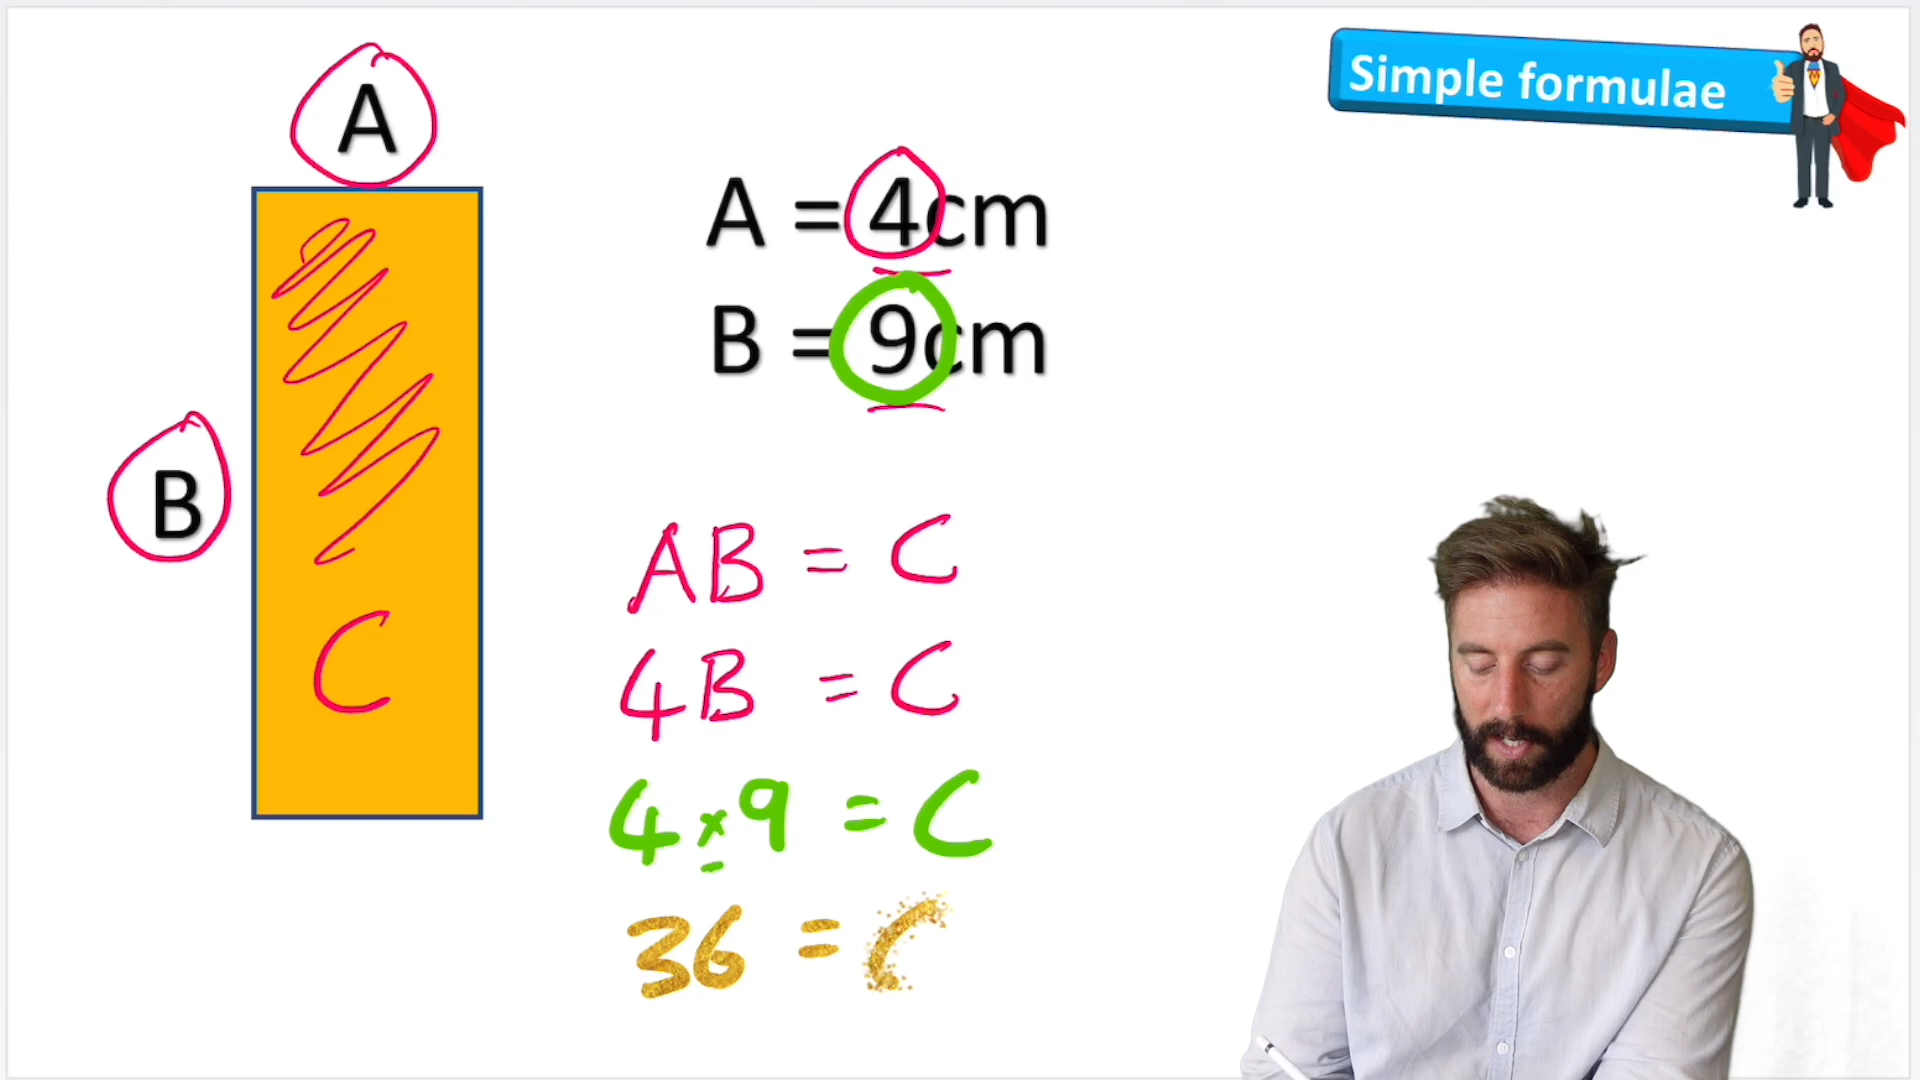 Simple formulae
A
A = 4cm
B = 9cm
B
AB = C
4B = C
C
4 × 9 = C
36 = C